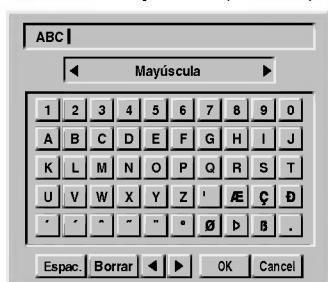 ABC
◀ Mayúscula ▶
1 2 3 4 5 6 7 8 9 0
A B C D E F G H I J
K L M N O P Q R S T
U V W X Y Z ' Æ Ç Ð
Ø Þ ß .
Espac. Borrar ◀ ▶ OK Cancel